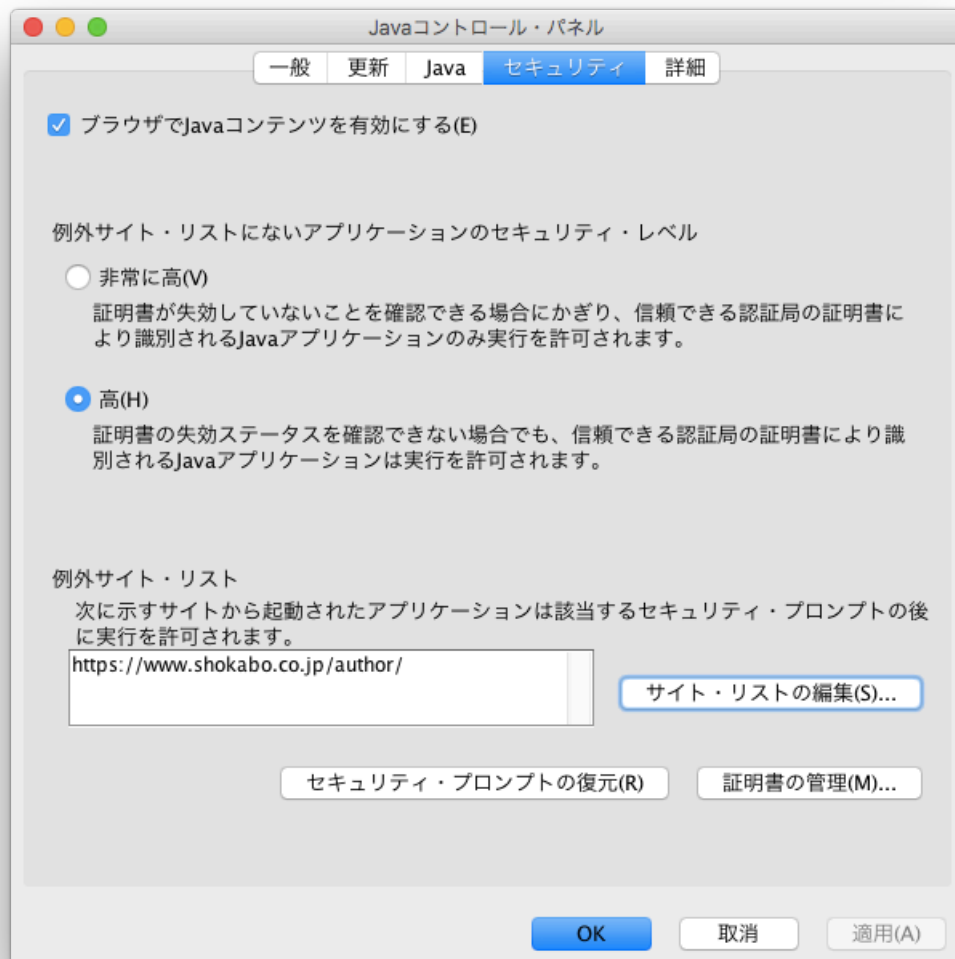 Javaコントロール・パネル
一般 更新 Java セキュリティ 詳細
ブラウザでJavaコンテンツを有効にする(E)
例外サイト・リストにないアプリケーションのセキュリティ・レベル
非常に高(V)
証明書が失効していないことを確認できる場合にかぎり、信頼できる認証局の証明書に
より識別されるJavaアプリケーションのみ実行を許可されます。
高(H)
証明書の失効ステータスを確認できない場合でも、信頼できる認証局の証明書により識
別されるJavaアプリケーションは実行を許可されます。
例外サイト・リスト
次に示すサイトから起動されたアプリケーションは該当するセキュリティ・プロンプトの後
に実行を許可されます。
https://www.shokabo.co.jp/author/
サイト・リストの編集(S)...
セキュリティ・プロンプトの復元(R) 証明書の管理(M)...
OK 取消 適用(A)